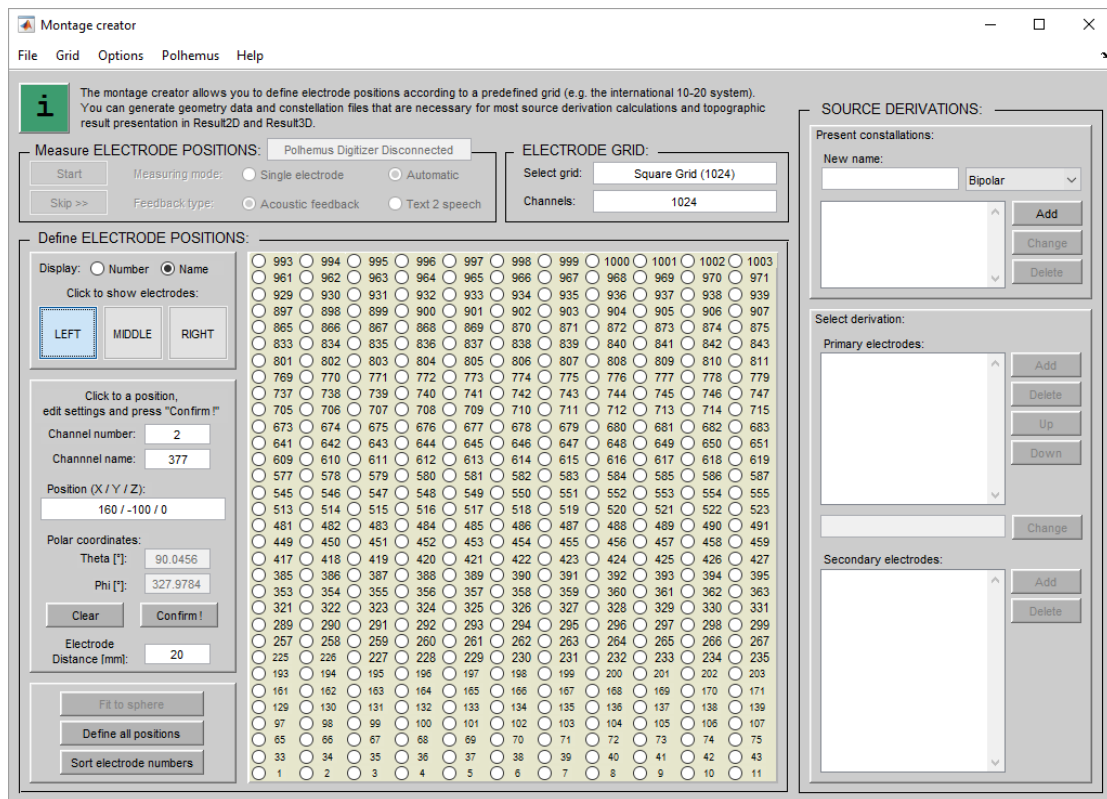 Montage creator
File Grid Options Polhemus Help
i
The montage creator allows you to define electrode positions according to a predefined grid (e.g. the international 10-20 system).
You can generate geometry data and constellation files that are necessary for most source derivation calculations and topographic
result presentation in Result2D and Result3D.
Measure ELECTRODE POSITIONS: Polhemus Digitizer Disconnected
Start Measuring mode: Single electrode Automatic
Skip >> Feedback type: Acoustic feedback Text 2 speech
ELECTRODE GRID:
Select grid: Square Grid (1024)
Channels: 1024
Define ELECTRODE POSITIONS:
Display: Number Name
Click to show electrodes:
LEFT MIDDLE RIGHT
Click to a position,
edit settings and press "Confirm !"
Channel number: 2
Channnel name: 377
Position (X / Y / Z):
160 / -100 / 0
Polar coordinates:
Theta [°]: 90.0456
Phi [°]: 327.9784
Clear Confirm !
Electrode
Distance [mm]: 20
Fit to sphere
Define all positions
Sort electrode numbers
993 994 995 996 997 998 999 1000 1001 1002 1003
961 962 963 964 965 966 967 968 969 970 971
929 930 931 932 933 934 935 936 937 938 939
897 898 899 900 901 902 903 904 905 906 907
865 866 867 868 869 870 871 872 873 874 875
833 834 835 836 837 838 839 840 841 842 843
801 802 803 804 805 806 807 808 809 810 811
769 770 771 772 773 774 775 776 777 778 779
737 738 739 740 741 742 743 744 745 746 747
705 706 707 708 709 710 711 712 713 714 715
673 674 675 676 677 678 679 680 681 682 683
641 642 643 644 645 646 647 648 649 650 651
609 610 611 612 613 614 615 616 617 618 619
577 578 579 580 581 582 583 584 585 586 587
545 546 547 548 549 550 551 552 553 554 555
513 514 515 516 517 518 519 520 521 522 523
481 482 483 484 485 486 487 488 489 490 491
449 450 451 452 453 454 455 456 457 458 459
417 418 419 420 421 422 423 424 425 426 427
385 386 387 388 389 390 391 392 393 394 395
353 354 355 356 357 358 359 360 361 362 363
321 322 323 324 325 326 327 328 329 330 331
289 290 291 292 293 294 295 296 297 298 299
257 258 259 260 261 262 263 264 265 266 267
225 226 227 228 229 230 231 232 233 234 235
193 194 195 196 197 198 199 200 201 202 203
161 162 163 164 165 166 167 168 169 170 171
129 130 131 132 133 134 135 136 137 138 139
97 98 99 100 101 102 103 104 105 106 107
65 66 67 68 69 70 71 72 73 74 75
33 34 35 36 37 38 39 40 41 42 43
1 2 3 4 5 6 7 8 9 10 11
SOURCE DERIVATIONS:
Present constallations:
New name:
Bipolar
Add
Change
Delete
Select derivation:
Primary electrodes:
Add
Delete
Up
Down
Change
Secondary electrodes:
Add
Delete